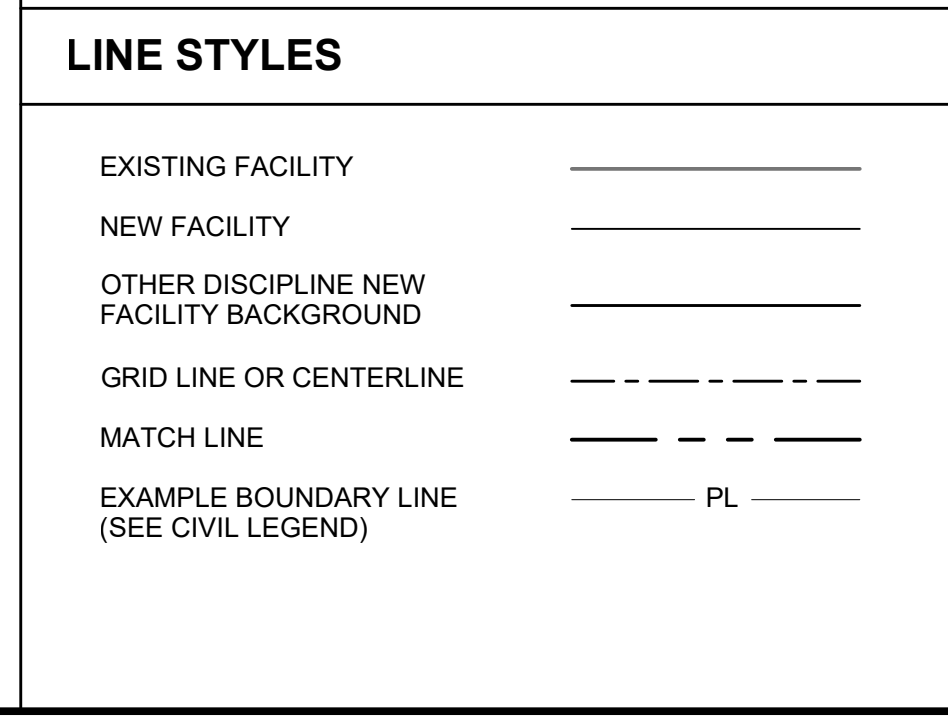 LINE STYLES
EXISTING FACILITY
NEW FACILITY
OTHER DISCIPLINE NEW
FACILITY BACKGROUND
GRID LINE OR CENTERLINE
MATCH LINE
EXAMPLE BOUNDARY LINE
(SEE CIVIL LEGEND)
PL